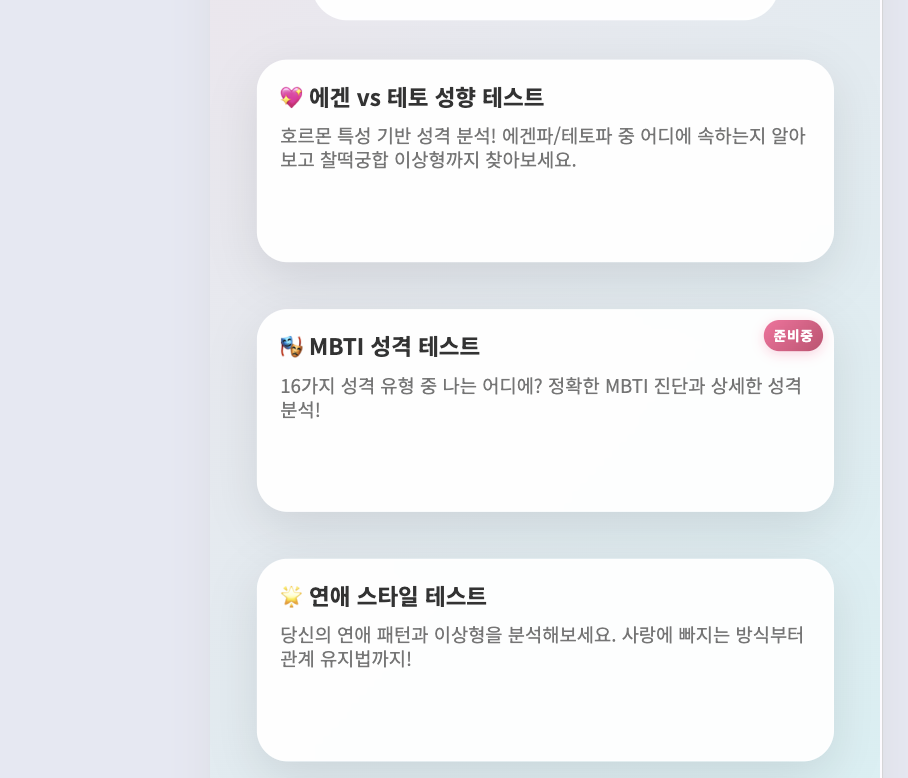 💖 에겐 vs 테토 성향 테스트
호르몬 특성 기반 성격 분석! 에겐파/테토파 중 어디에 속하는지 알아
보고 찰떡궁합 이상형까지 찾아보세요.
준비중
🎭 MBTI 성격 테스트
16가지 성격 유형 중 나는 어디에? 정확한 MBTI 진단과 상세한 성격
분석!
🌟 연애 스타일 테스트
당신의 연애 패턴과 이상형을 분석해보세요. 사랑에 빠지는 방식부터
관계 유지법까지!